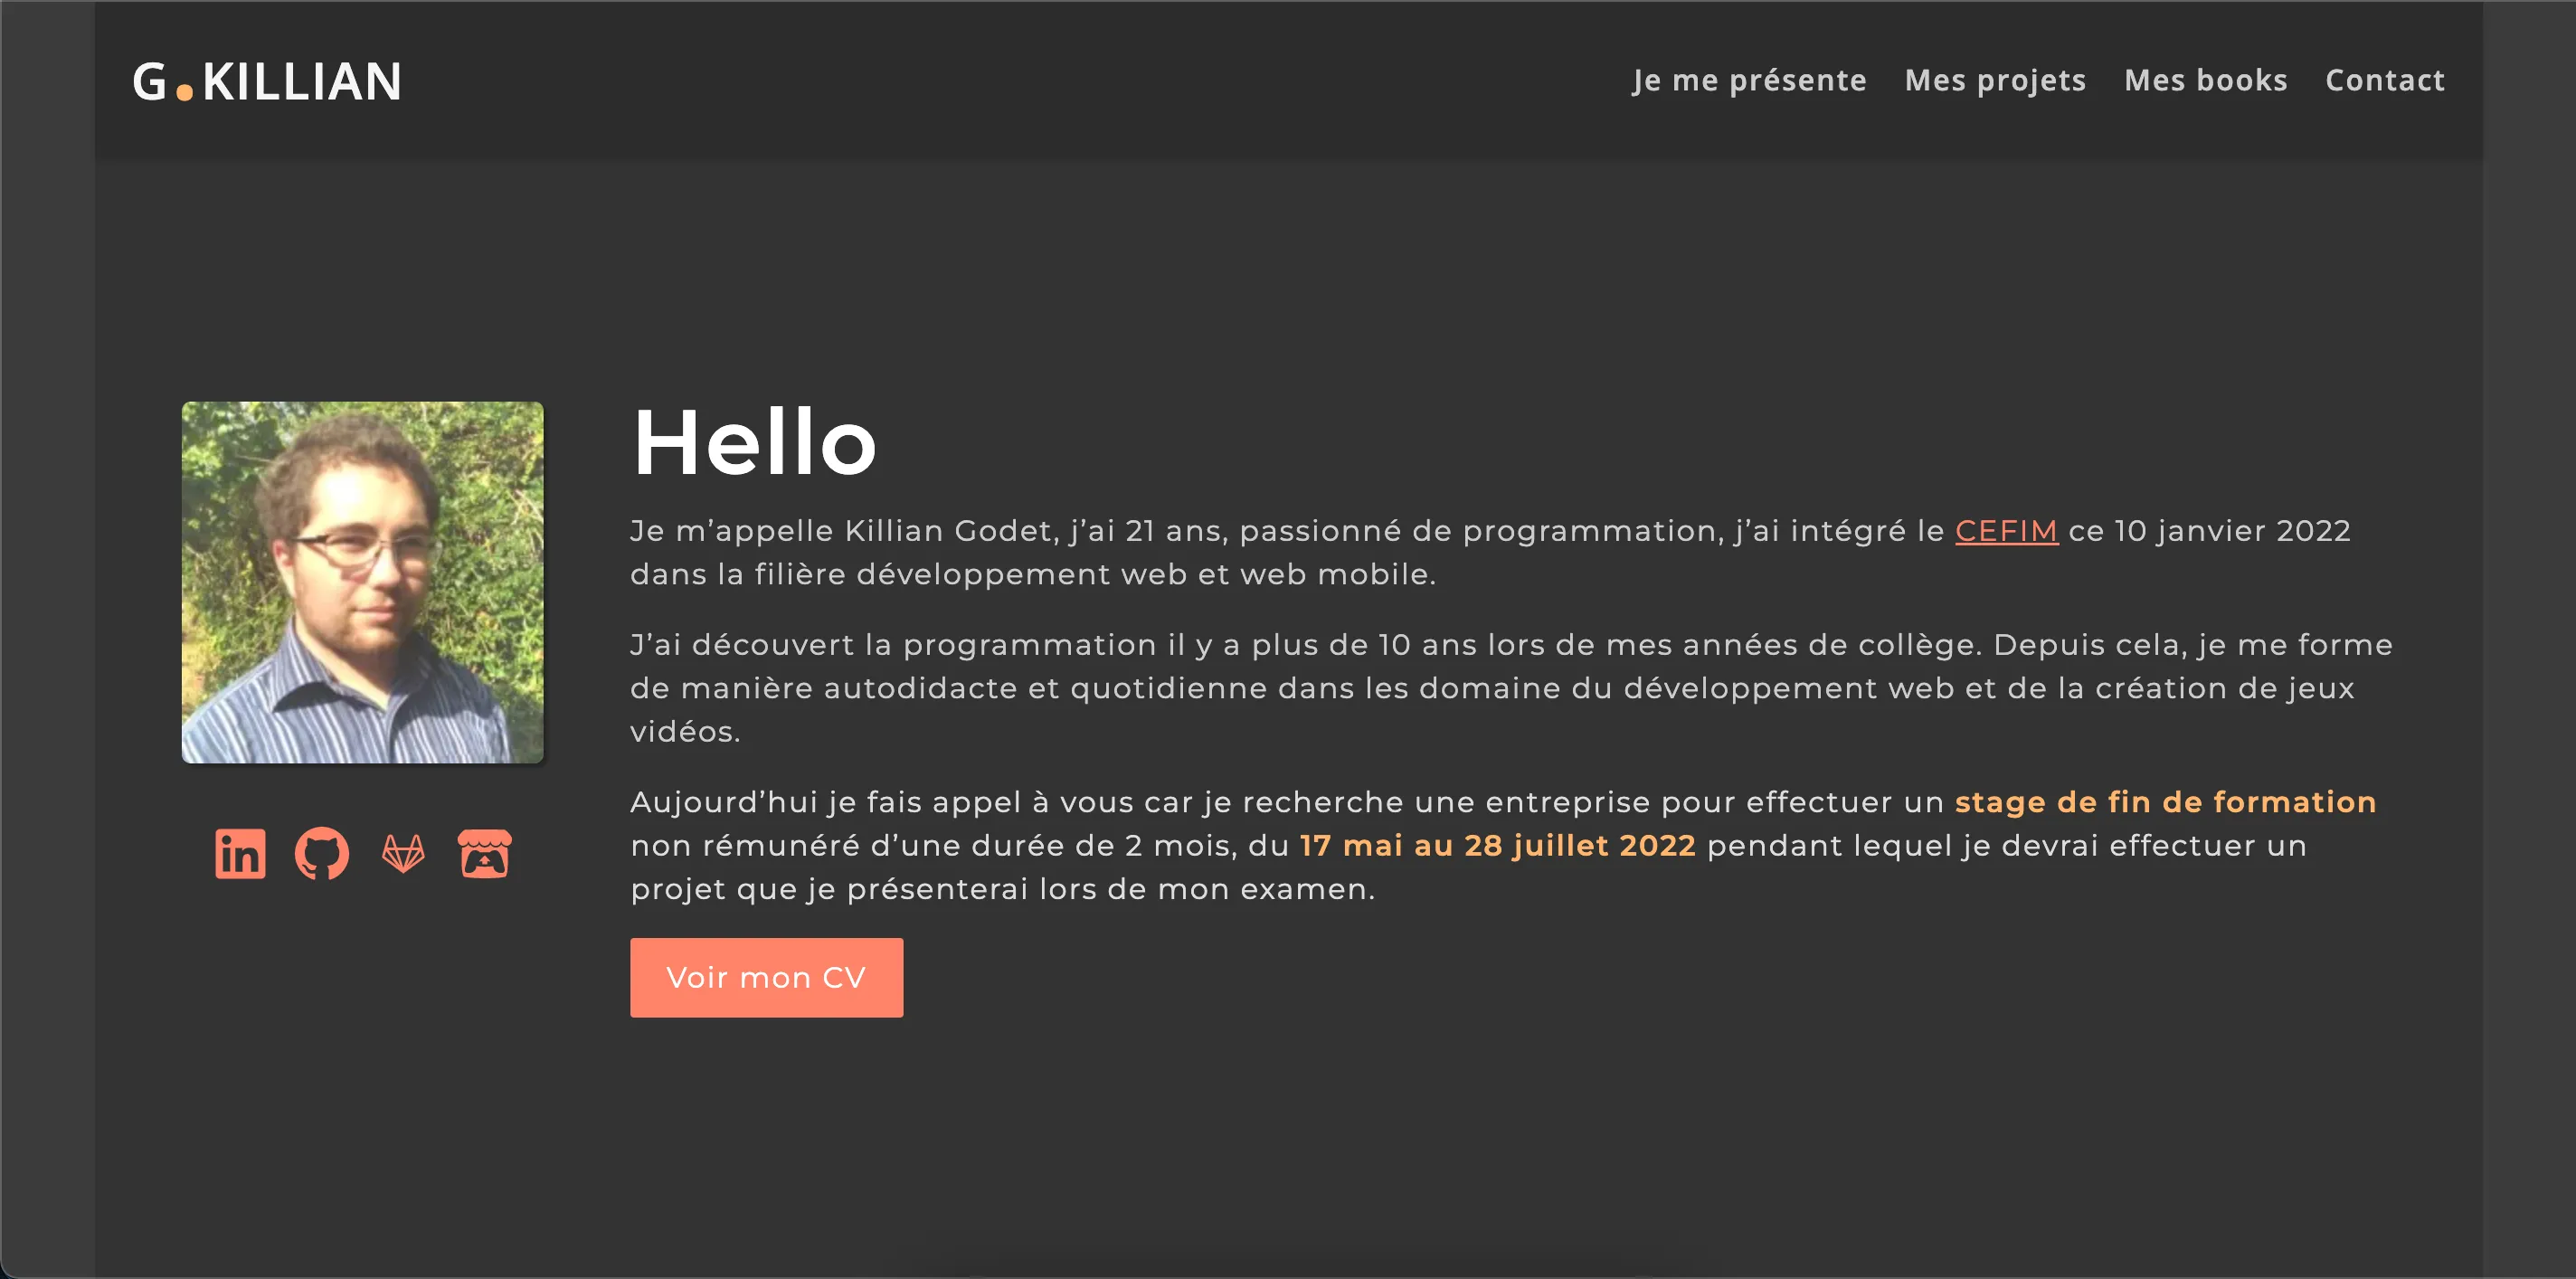 G.KILLIAN
Je me présente Mes projets Mes books Contact
Hello
Je m’appelle Killian Godet, j’ai 21 ans, passionné de programmation, j’ai intégré le CEFIM ce 10 janvier 2022
dans la filière développement web et web mobile.
J’ai découvert la programmation il y a plus de 10 ans lors de mes années de collège. Depuis cela, je me forme
de manière autodidacte et quotidienne dans les domaine du développement web et de la création de jeux
vidéos.
Aujourd’hui je fais appel à vous car je recherche une entreprise pour effectuer un stage de fin de formation
non rémunéré d’une durée de 2 mois, du 17 mai au 28 juillet 2022 pendant lequel je devrai effectuer un
projet que je présenterai lors de mon examen.
in
Voir mon CV